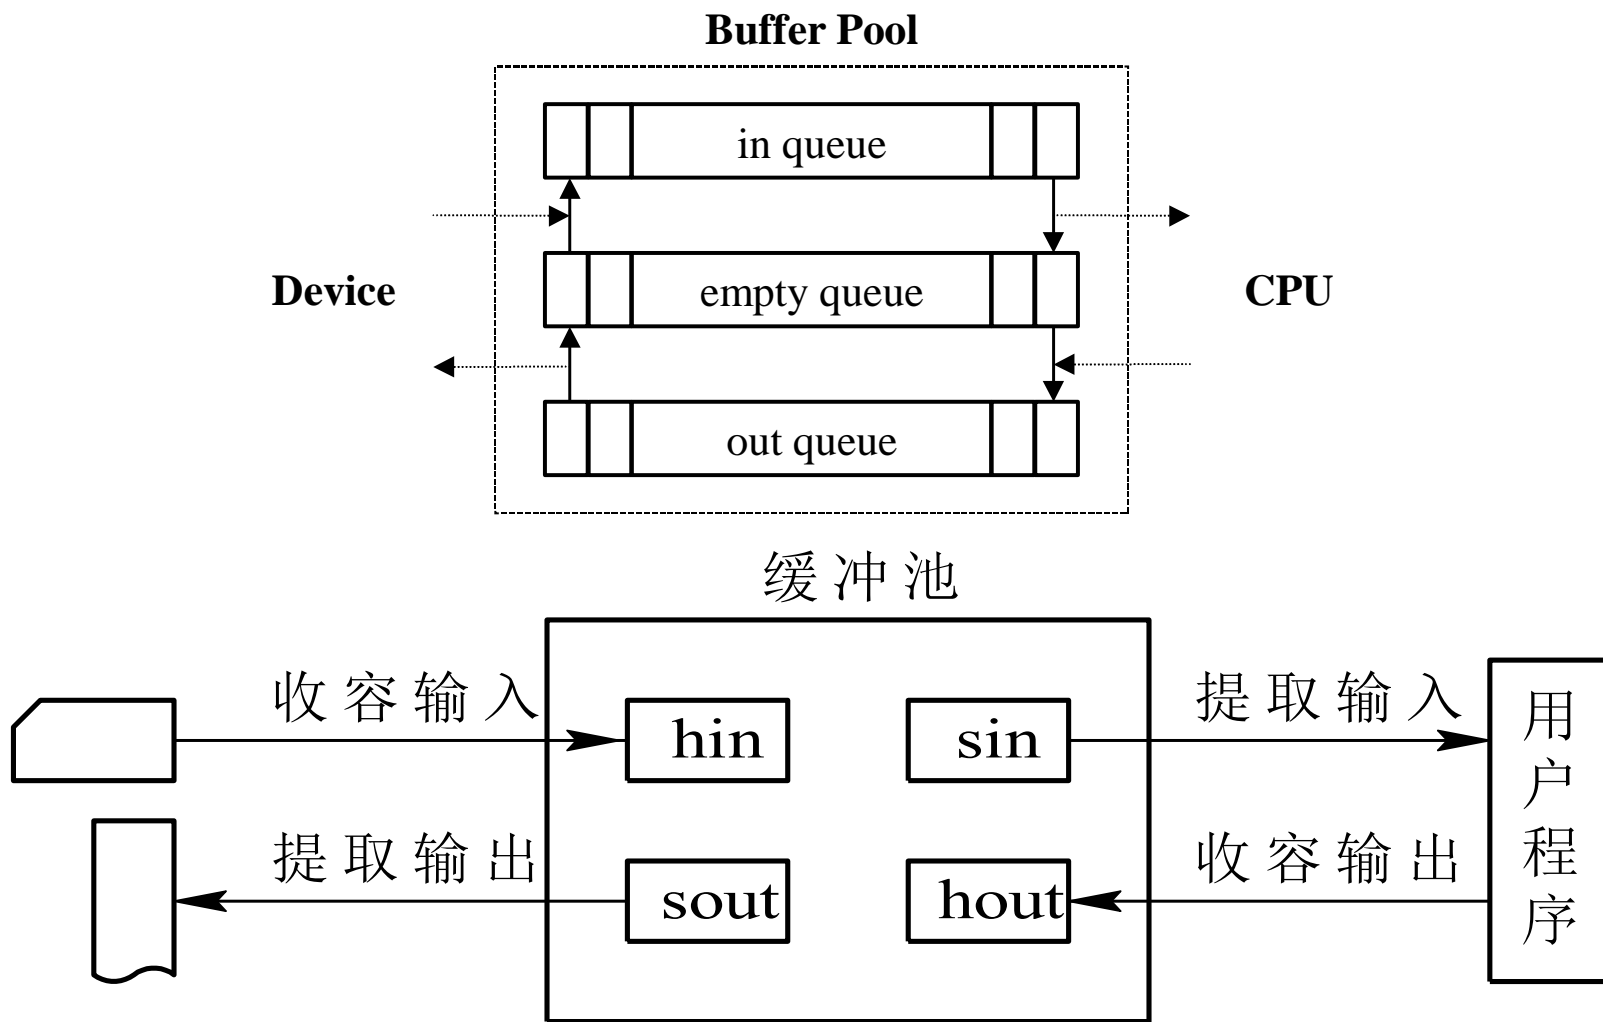 Buffer Pool
in queue
Device
empty queue
CPU
out queue
缓冲池
收容输入
提取输入
hin
sin
用户程序
提取输出
收容输出
sout
hout